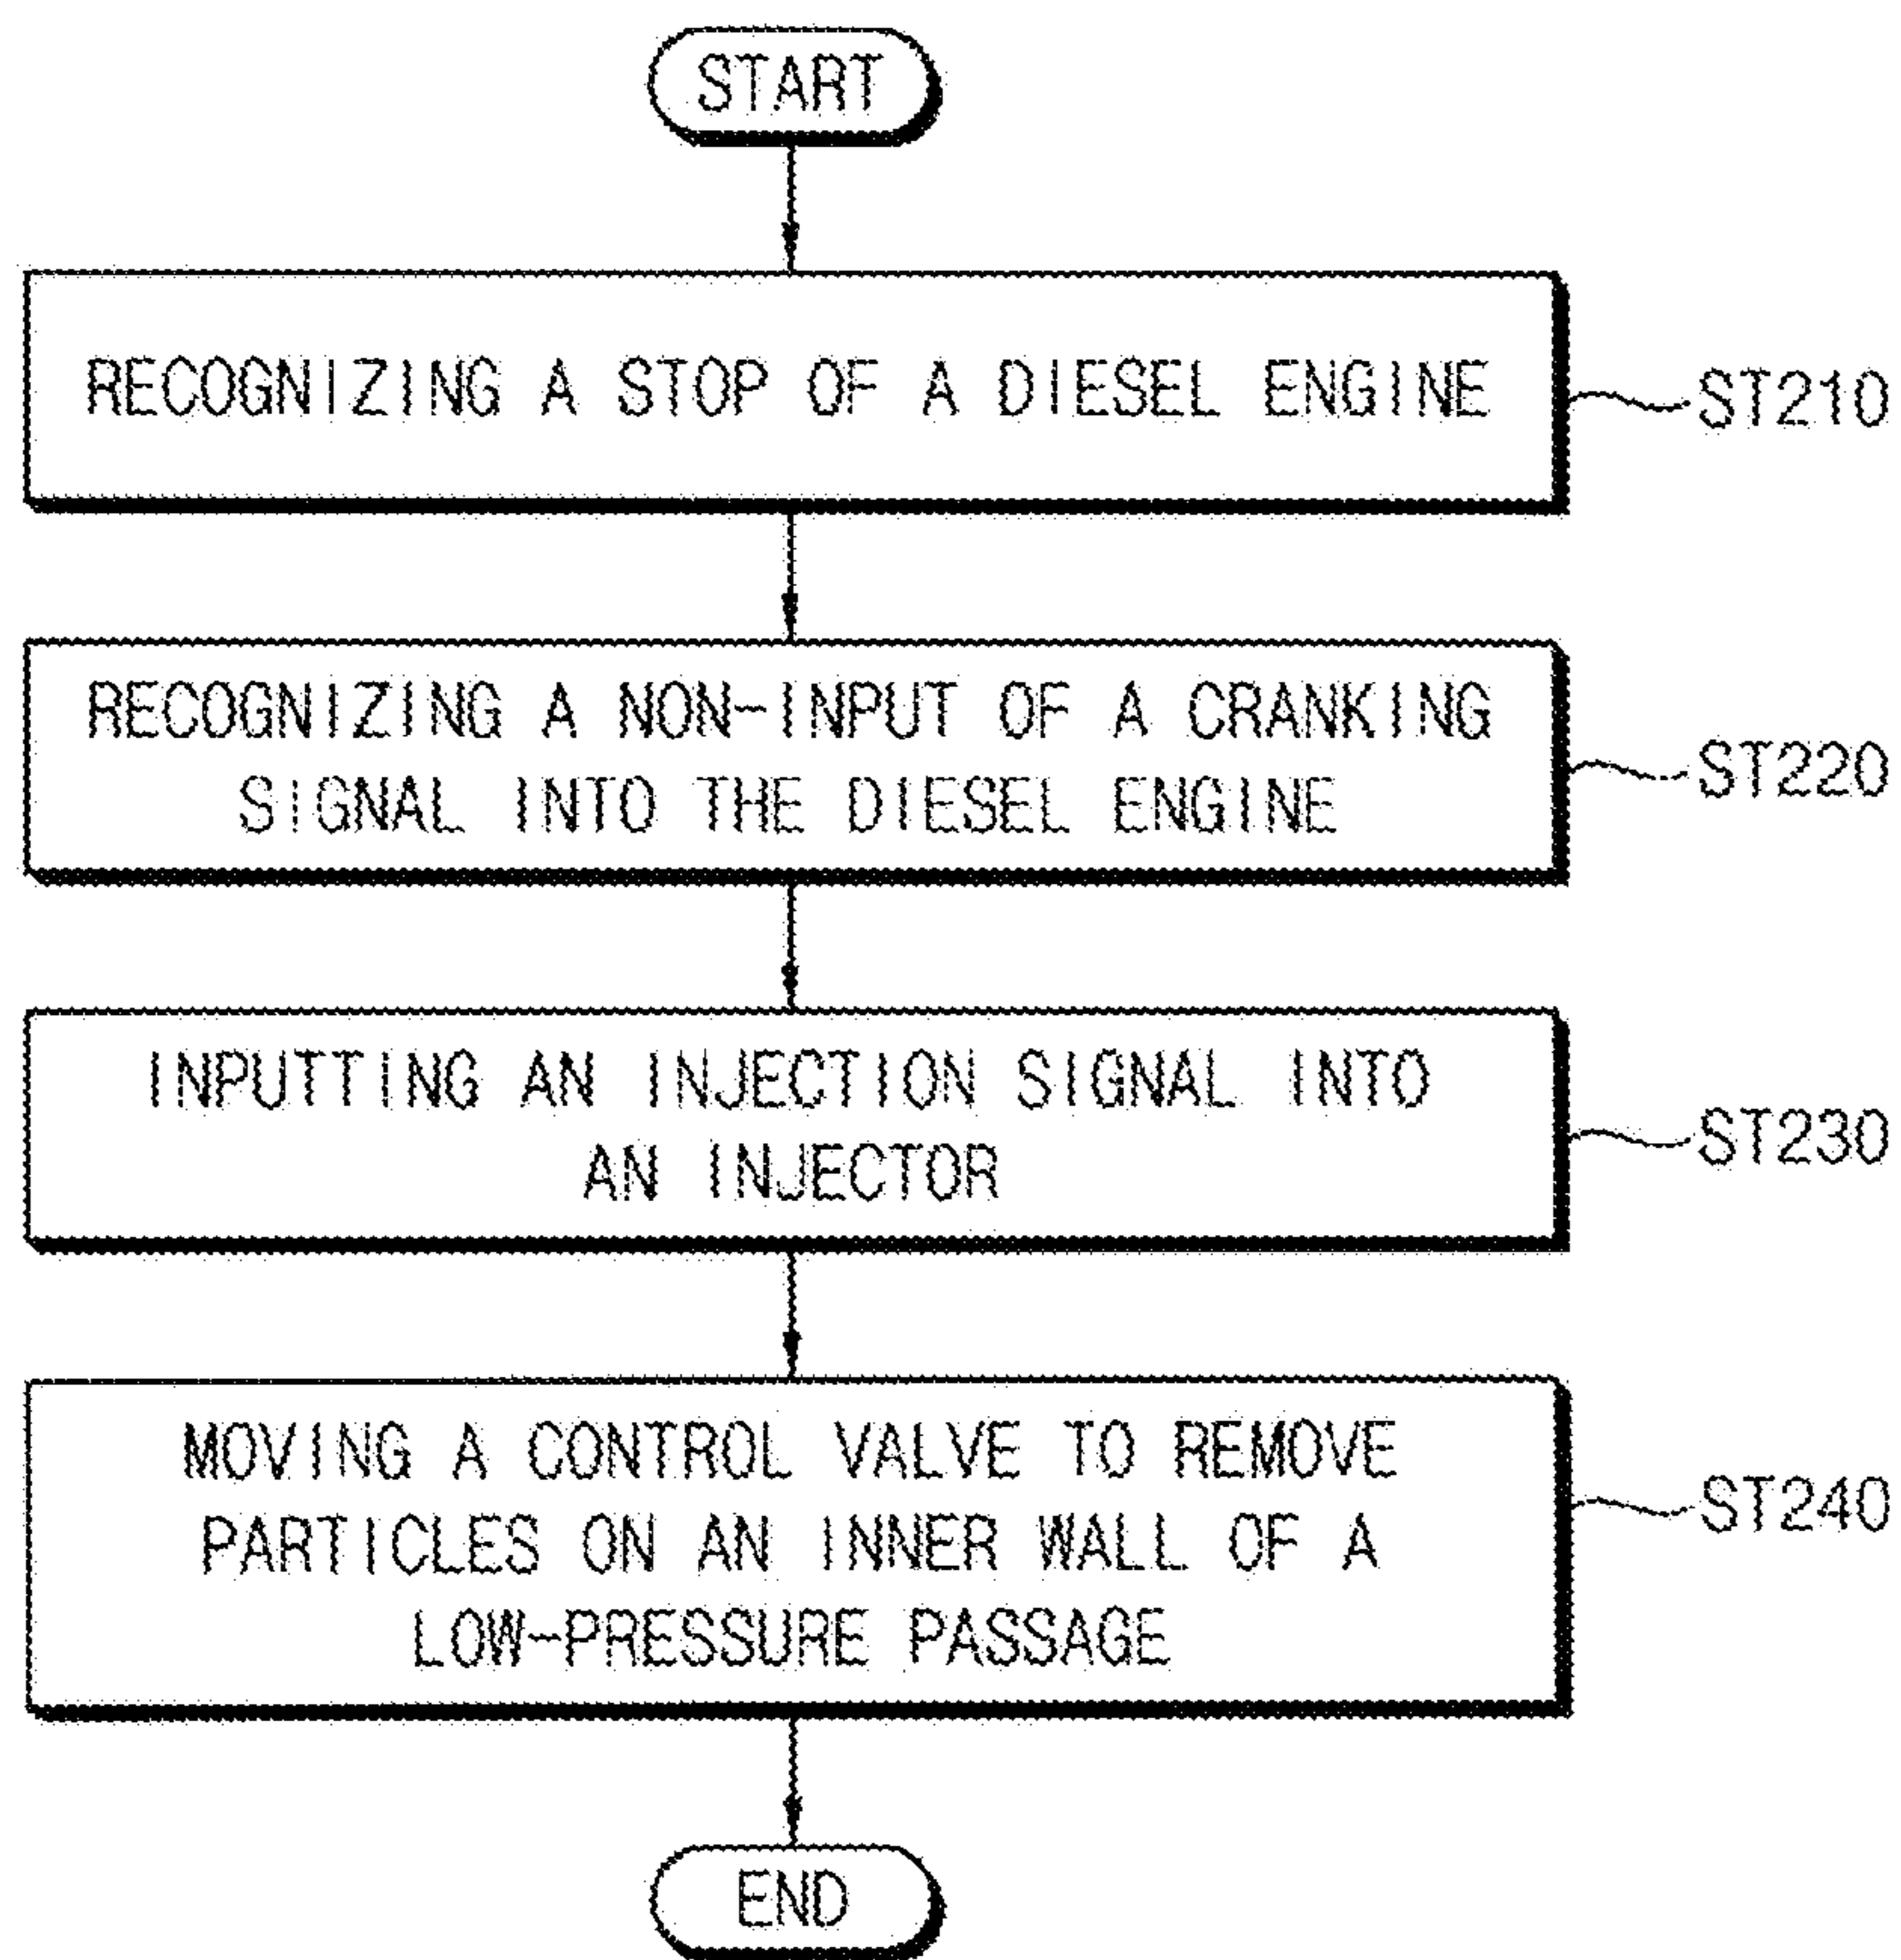 START
RECOGNIZING A STOP OF A DIESEL ENGINE
ST210
RECOGNIZING A NON-INPUT OF A CRANKING
SIGNAL INTO THE DIESEL ENGINE
ST220
INPUTTING AN INJECTION SIGNAL INTO
AN INJECTOR
ST230
MOVING A CONTROL VALVE TO REMOVE
PARTICLES ON AN INNER WALL OF A
LOW-PRESSURE PASSAGE
ST240
END